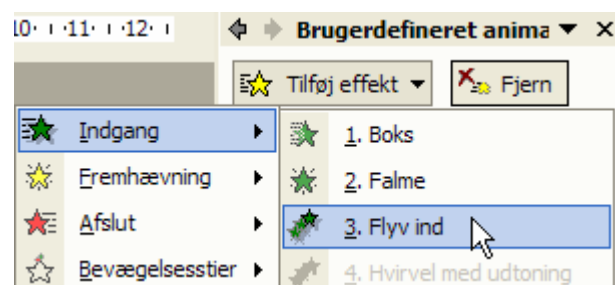 10 11 12
Brugerdefineret anima
Tilføj effekt
Fjern
Indgang
Fremhævning
Afslut
Bevægelsesstier
1. Boks
2. Falme
3. Flyv ind
4. Hvirvel med udtoning